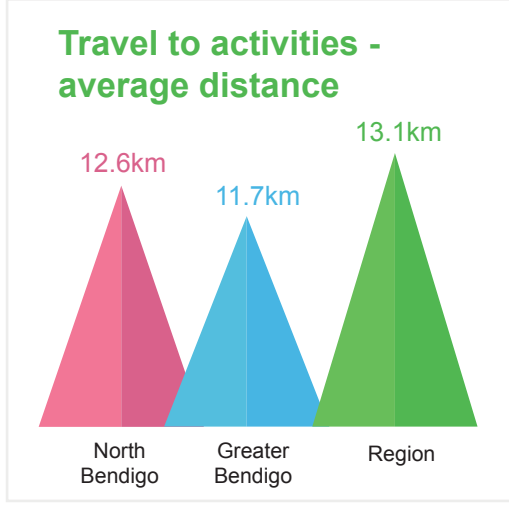 Travel to activities -
average distance
12.6km
11.7km
13.1km
North
Bendigo
Greater
Bendigo
Region